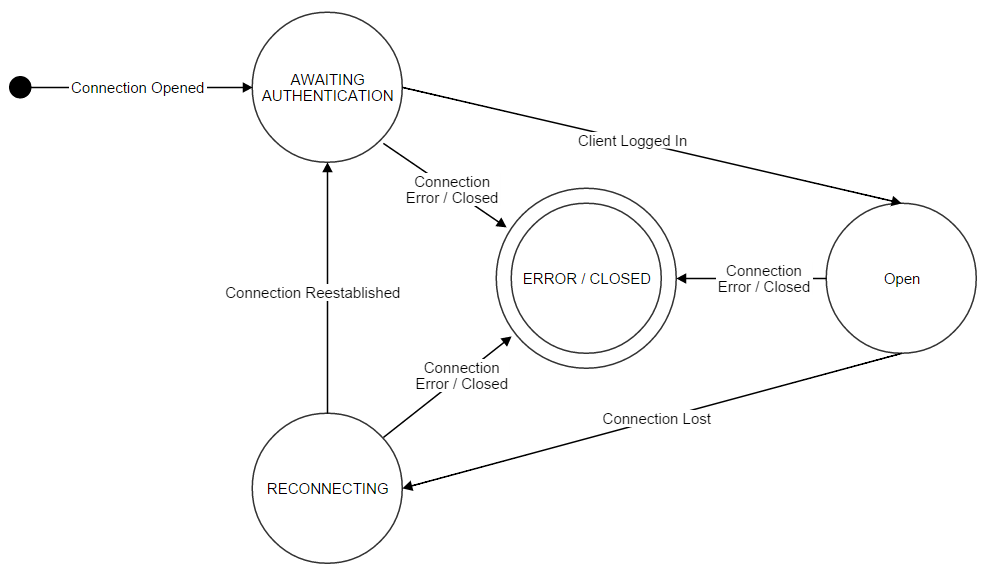 AWAITING
AUTHENTICATION
Connection Opened
Client Logged In
Connection
Error / Closed
ERROR / CLOSED
Connection
Error / Closed
Open
Connection Reestablished
Connection
Error / Closed
Connection Lost
RECONNECTING